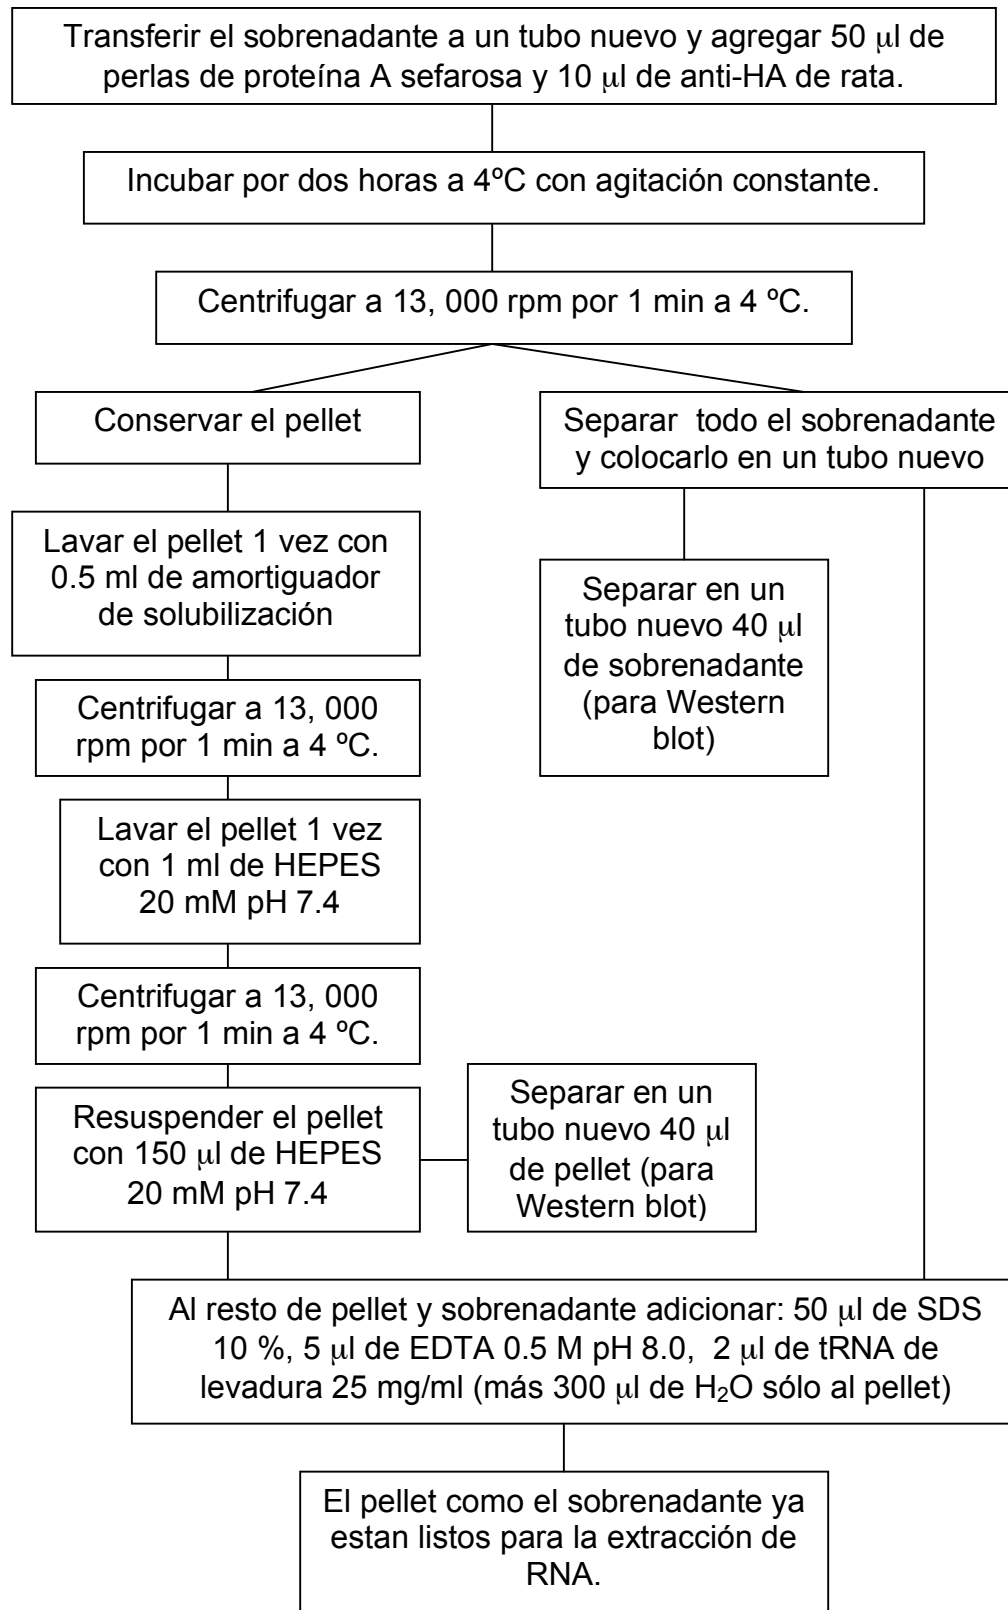 Transferir el sobrenadante a un tubo nuevo y agregar 50 μl de
perlas de proteína A sefarosa y 10 μl de anti-HA de rata.
Incubar por dos horas a 4ºC con agitación constante.
Centrifugar a 13, 000 rpm por 1 min a 4 ºC.
Conservar el pellet
Lavar el pellet 1 vez con
0.5 ml de amortiguador
de solubilización
Centrifugar a 13, 000
rpm por 1 min a 4 ºC.
Lavar el pellet 1 vez
con 1 ml de HEPES
20 mM pH 7.4
Centrifugar a 13, 000
rpm por 1 min a 4 ºC.
Resuspender el pellet
con 150 μl de HEPES
20 mM pH 7.4
Separar en un
tubo nuevo 40 μl
de pellet (para
Western blot)
Separar todo el sobrenadante
y colocarlo en un tubo nuevo
Separar en un
tubo nuevo 40 μl
de sobrenadante
(para Western
blot)
Al resto de pellet y sobrenadante adicionar: 50 μl de SDS
10 %, 5 μl de EDTA 0.5 M pH 8.0, 2 μl de tRNA de
levadura 25 mg/ml (más 300 μl de H₂O sólo al pellet)
El pellet como el sobrenadante ya
estan listos para la extracción de
RNA.